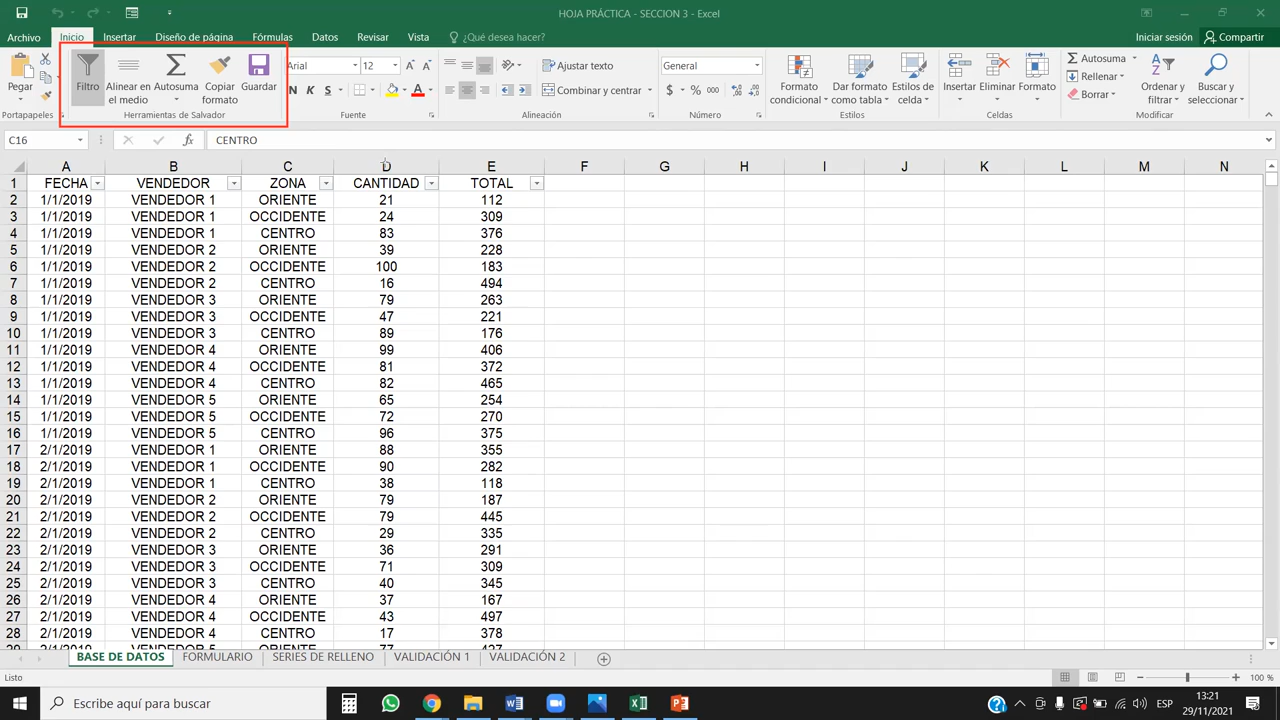 HOJA PRÁCTICA - SECCION 3 - Excel
Archivo Inicio Insertar Diseño de página Fórmulas Datos Revisar Vista ¿Qué desea hacer? Iniciar sesión Compartir
Pegar Filtro Alinear en el medio Autosuma Copiar formato Guardar
Arial 12 Ajustar texto General Autosuma
N K S Combinar y centrar $ % 000 Formato condicional Dar formato como tabla Estilos de celda Insertar Eliminar Formato Rellenar Ordenar y filtrar Buscar y seleccionar
Borrar
Portapapeles Herramientas de Salvador Fuente Alineación Número Estilos Celdas Modificar
C16 fx CENTRO
A B C D E F G H I J K L M N
1 FECHA VENDEDOR ZONA CANTIDAD TOTAL
2 1/1/2019 VENDEDOR 1 ORIENTE 21 112
3 1/1/2019 VENDEDOR 1 OCCIDENTE 24 309
4 1/1/2019 VENDEDOR 1 CENTRO 83 376
5 1/1/2019 VENDEDOR 2 ORIENTE 39 228
6 1/1/2019 VENDEDOR 2 OCCIDENTE 100 183
7 1/1/2019 VENDEDOR 2 CENTRO 16 494
8 1/1/2019 VENDEDOR 3 ORIENTE 79 263
9 1/1/2019 VENDEDOR 3 OCCIDENTE 47 221
10 1/1/2019 VENDEDOR 3 CENTRO 89 176
11 1/1/2019 VENDEDOR 4 ORIENTE 99 406
12 1/1/2019 VENDEDOR 4 OCCIDENTE 81 372
13 1/1/2019 VENDEDOR 4 CENTRO 82 465
14 1/1/2019 VENDEDOR 5 ORIENTE 65 254
15 1/1/2019 VENDEDOR 5 OCCIDENTE 72 270
16 1/1/2019 VENDEDOR 5 CENTRO 96 375
17 2/1/2019 VENDEDOR 1 ORIENTE 88 355
18 2/1/2019 VENDEDOR 1 OCCIDENTE 90 282
19 2/1/2019 VENDEDOR 1 CENTRO 38 118
20 2/1/2019 VENDEDOR 2 ORIENTE 79 187
21 2/1/2019 VENDEDOR 2 OCCIDENTE 79 445
22 2/1/2019 VENDEDOR 2 CENTRO 29 335
23 2/1/2019 VENDEDOR 3 ORIENTE 36 291
24 2/1/2019 VENDEDOR 3 OCCIDENTE 71 309
25 2/1/2019 VENDEDOR 3 CENTRO 40 345
26 2/1/2019 VENDEDOR 4 ORIENTE 37 167
27 2/1/2019 VENDEDOR 4 OCCIDENTE 43 497
28 2/1/2019 VENDEDOR 4 CENTRO 17 378
BASE DE DATOS FORMULARIO SERIES DE RELLENO VALIDACIÓN 1 VALIDACIÓN 2
Listo 100 %
Escribe aquí para buscar ESP 13:21
29/11/2021